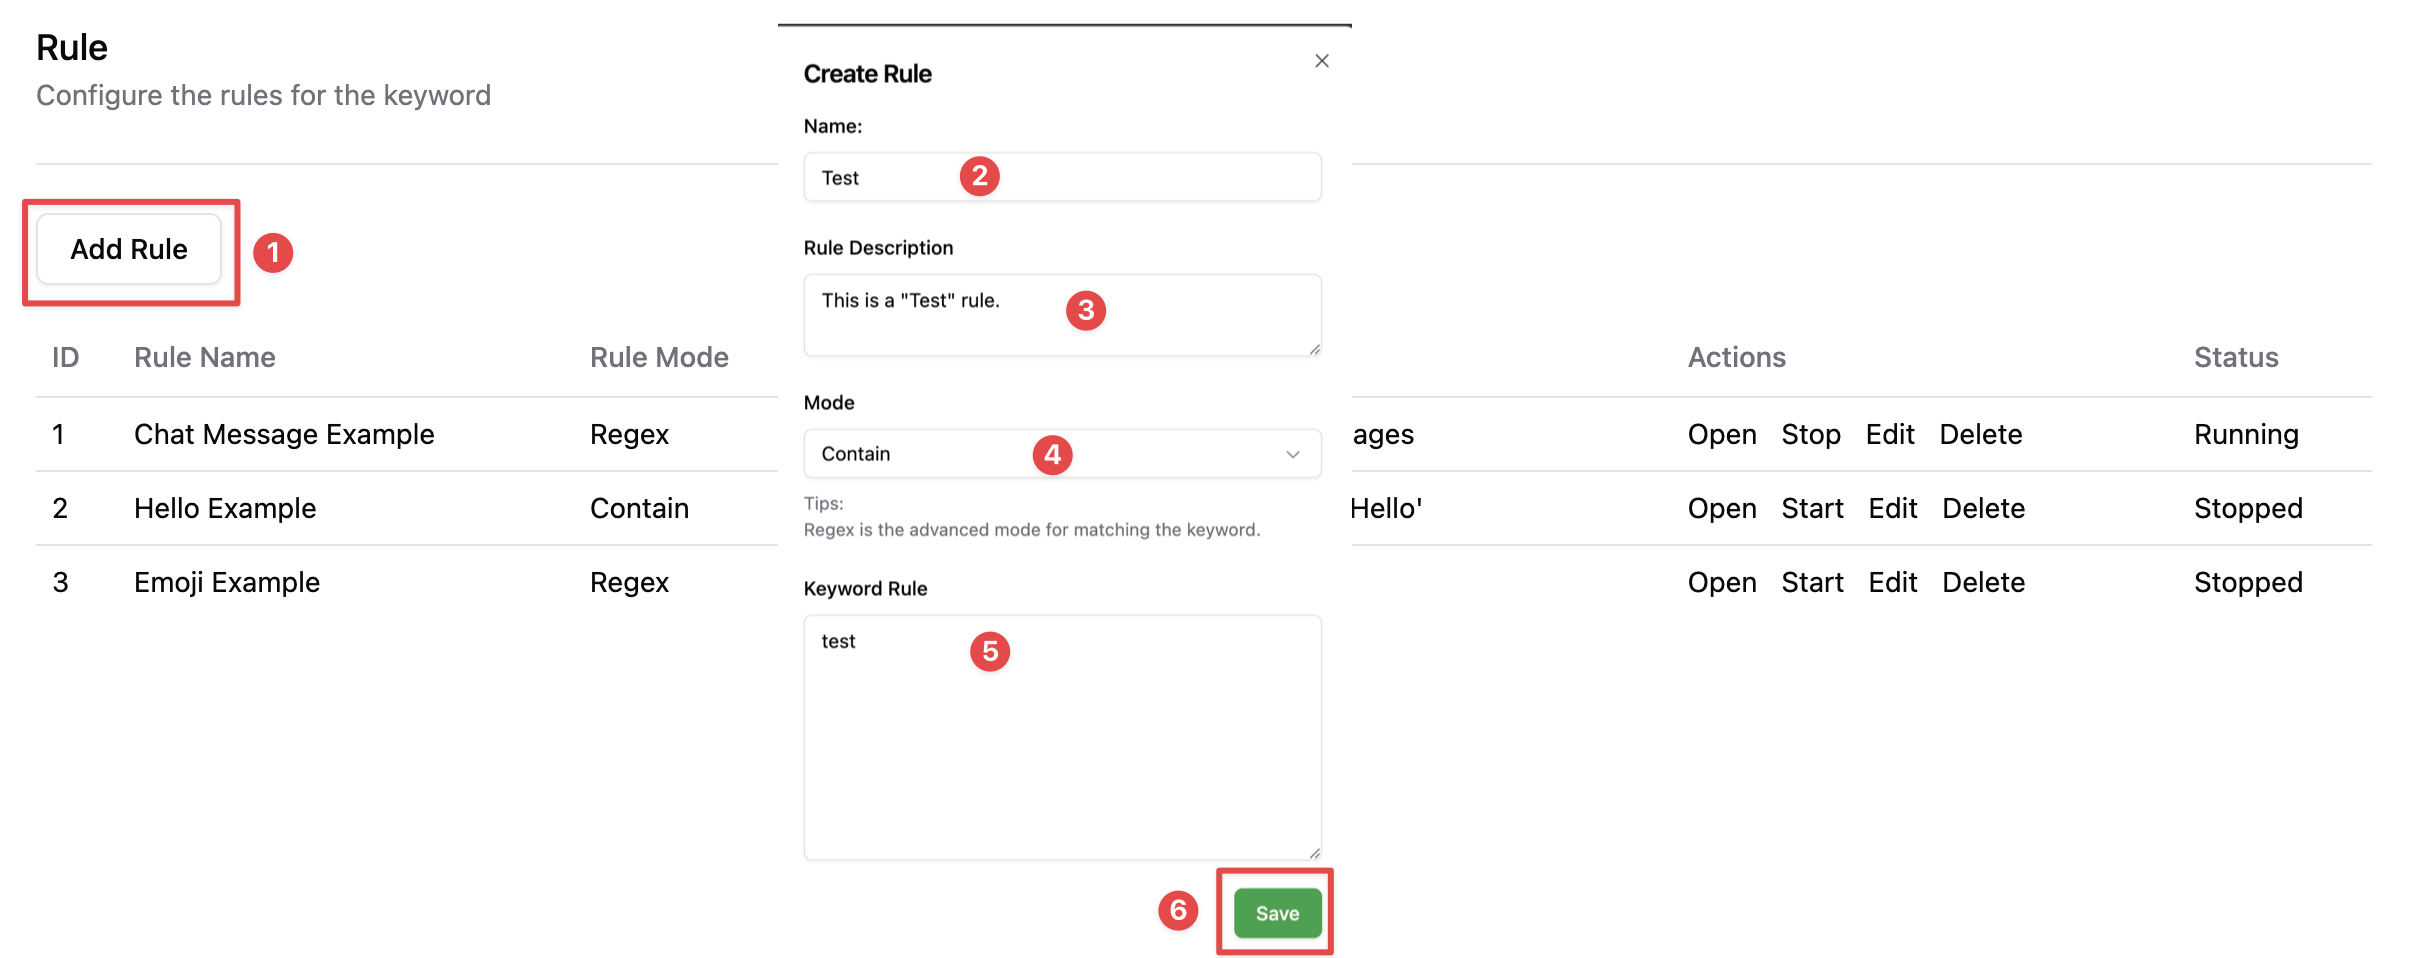 Rule
Configure the rules for the keyword
Add Rule
1
ID Rule Name Rule Mode Actions Status
1 Chat Message Example Regex ages Open Stop Edit Delete Running
2 Hello Example Contain Hello' Open Start Edit Delete Stopped
3 Emoji Example Regex Open Start Edit Delete Stopped
Create Rule
Name:
Test 2
Rule Description
This is a "Test" rule. 3
Mode
Contain 4
Tips:
Regex is the advanced mode for matching the keyword.
Keyword Rule
test 5
6 Save